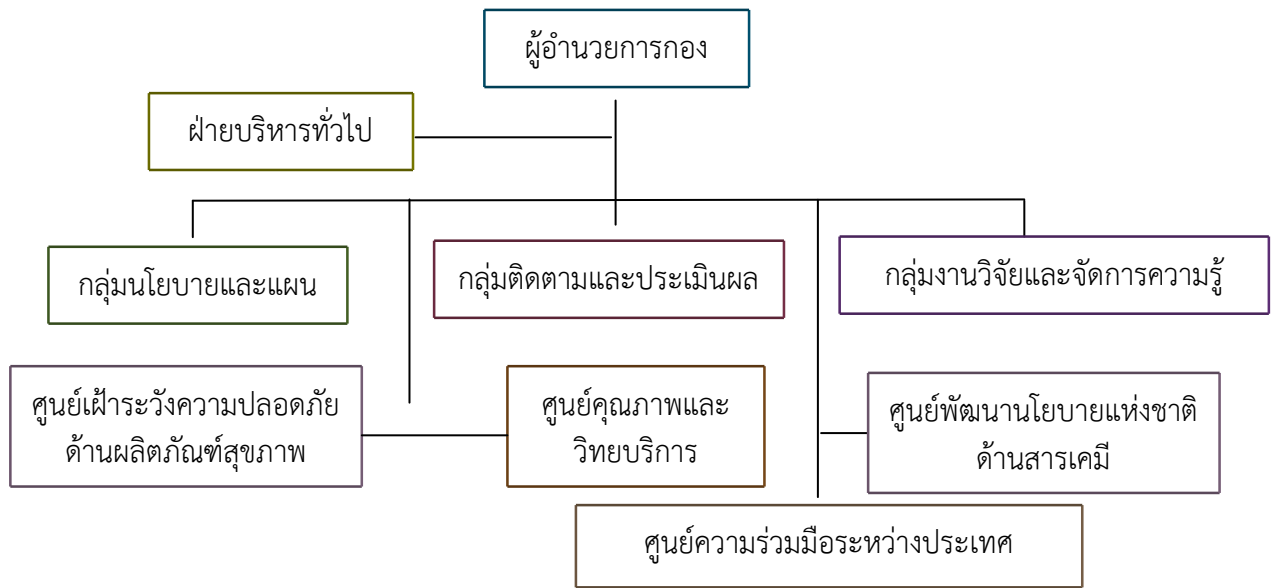 ผู้อำนวยการกอง
ฝ่ายบริหารทั่วไป
กลุ่มนโยบายและแผน
กลุ่มติดตามและประเมินผล
กลุ่มงานวิจัยและจัดการความรู้
ศูนย์เฝ้าระวังความปลอดภัย
ด้านผลิตภัณฑ์สุขภาพ
ศูนย์คุณภาพและ
วิทยบริการ
ศูนย์พัฒนานโยบายแห่งชาติ
ด้านสารเคมี
ศูนย์ความร่วมมือระหว่างประเทศ